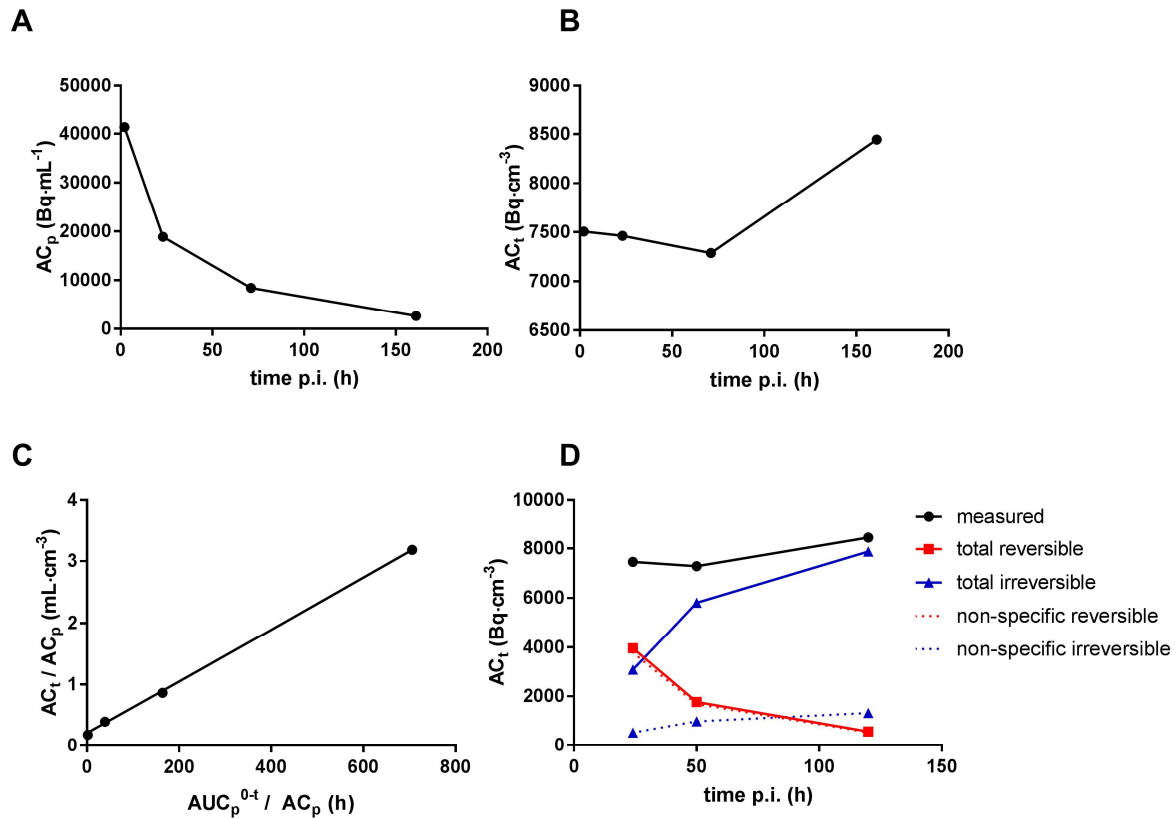 A
50000
40000
30000
20000
10000
0
0 50 100 150 200
ACp (Bq·mL⁻¹)
time p.i. (h)
B
9000
8500
8000
7500
7000
6500
0 50 100 150 200
ACt (Bq·cm⁻³)
time p.i. (h)
C
4
3
2
1
0
0 200 400 600 800
ACt / ACp (mL·cm⁻³)
AUCp⁰⁻ᵗ / ACp (h)
D
10000
8000
6000
4000
2000
0
0 50 100 150
ACt (Bq·cm⁻³)
time p.i. (h)
measured
total reversible
total irreversible
non-specific reversible
non-specific irreversible